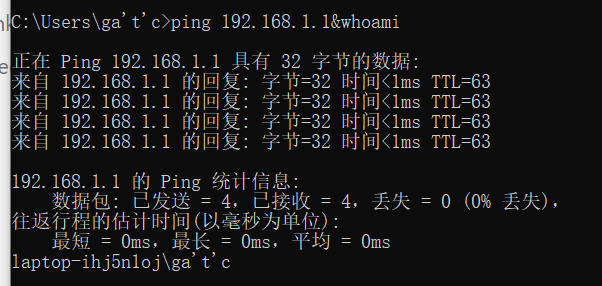 C:\Users\ga't'c>ping 192.168.1.1&whoami
正在 Ping 192.168.1.1 具有 32 字节的数据:
来自 192.168.1.1 的回复: 字节=32 时间<1ms TTL=63
来自 192.168.1.1 的回复: 字节=32 时间<1ms TTL=63
来自 192.168.1.1 的回复: 字节=32 时间<1ms TTL=63
来自 192.168.1.1 的回复: 字节=32 时间<1ms TTL=63
192.168.1.1 的 Ping 统计信息:
数据包: 已发送 = 4，已接收 = 4，丢失 = 0 (0% 丢失)，
往返行程的估计时间(以毫秒为单位):
最短 = 0ms，最长 = 0ms，平均 = 0ms
laptop-ihj5nloj\ga't'c